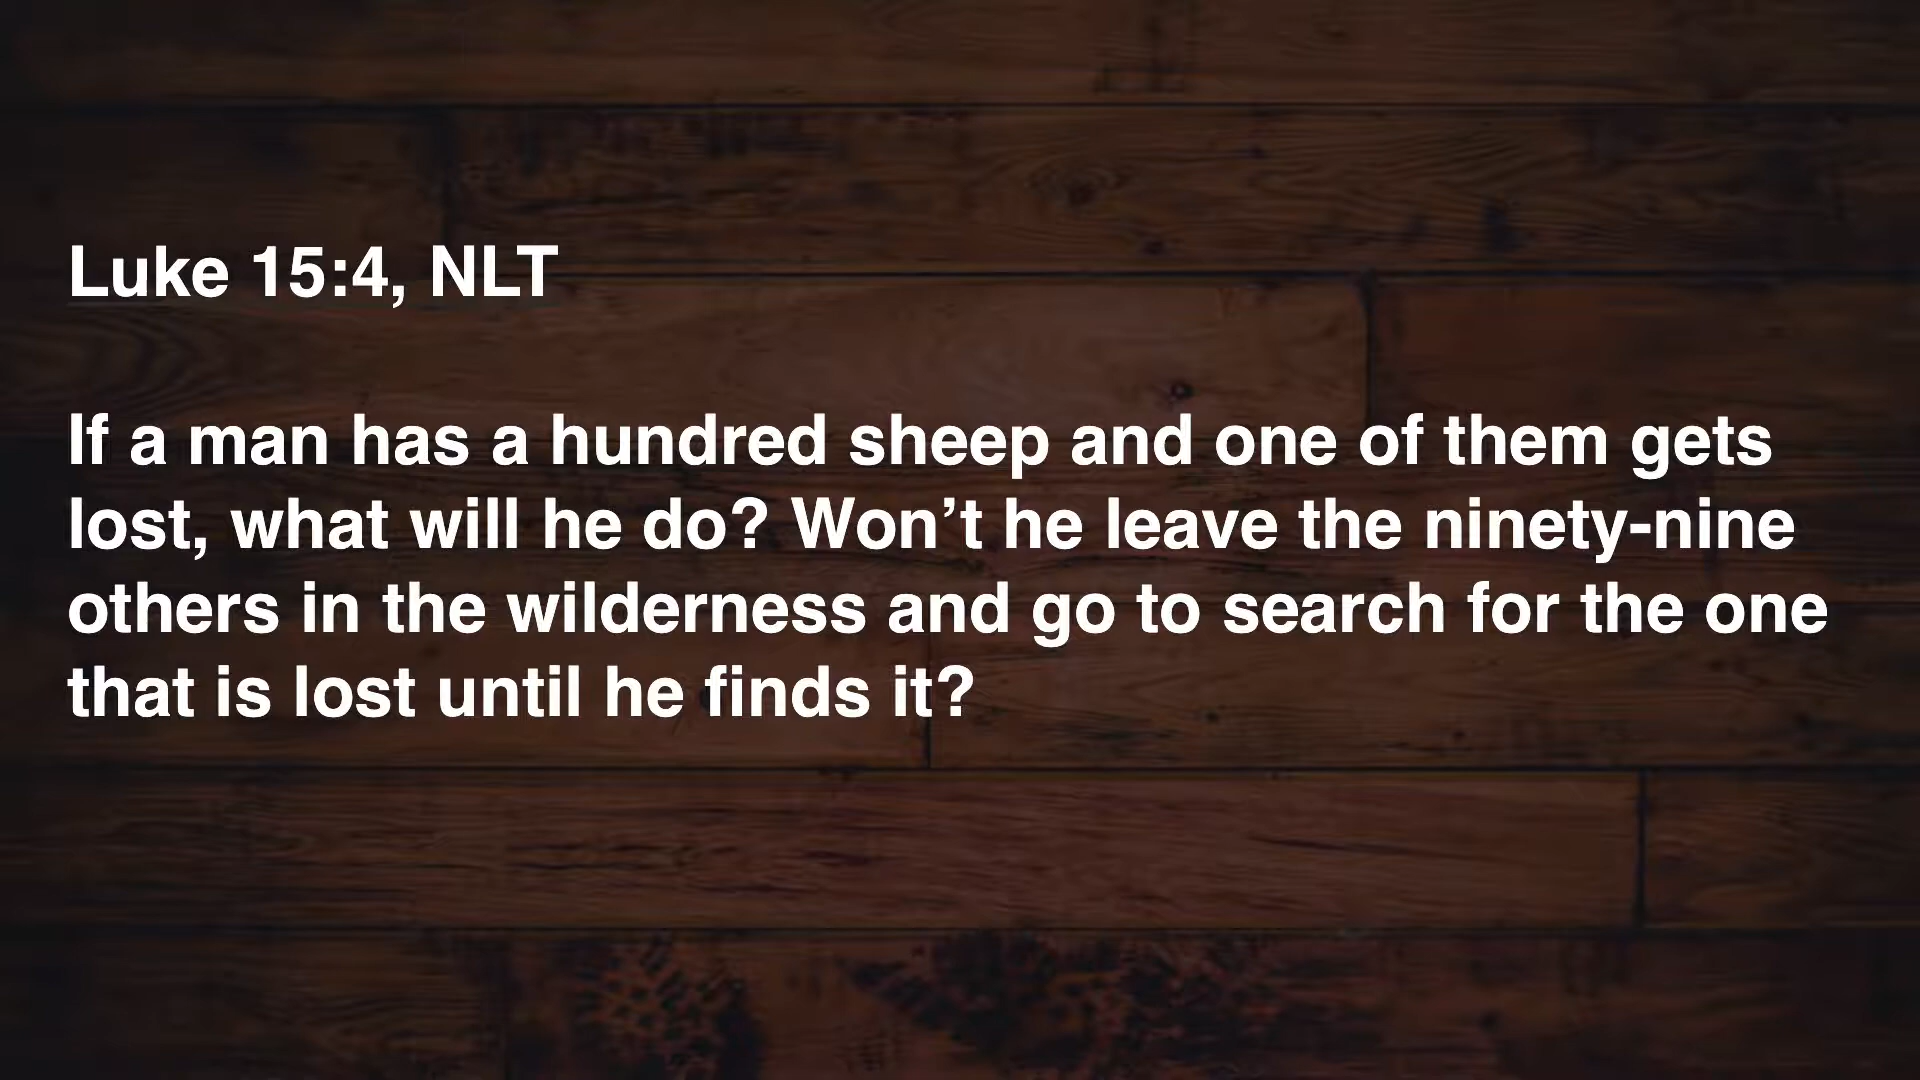 Luke 15:4, NLT
If a man has a hundred sheep and one of them gets
lost, what will he do? Won’t he leave the ninety-nine
others in the wilderness and go to search for the one
that is lost until he finds it?